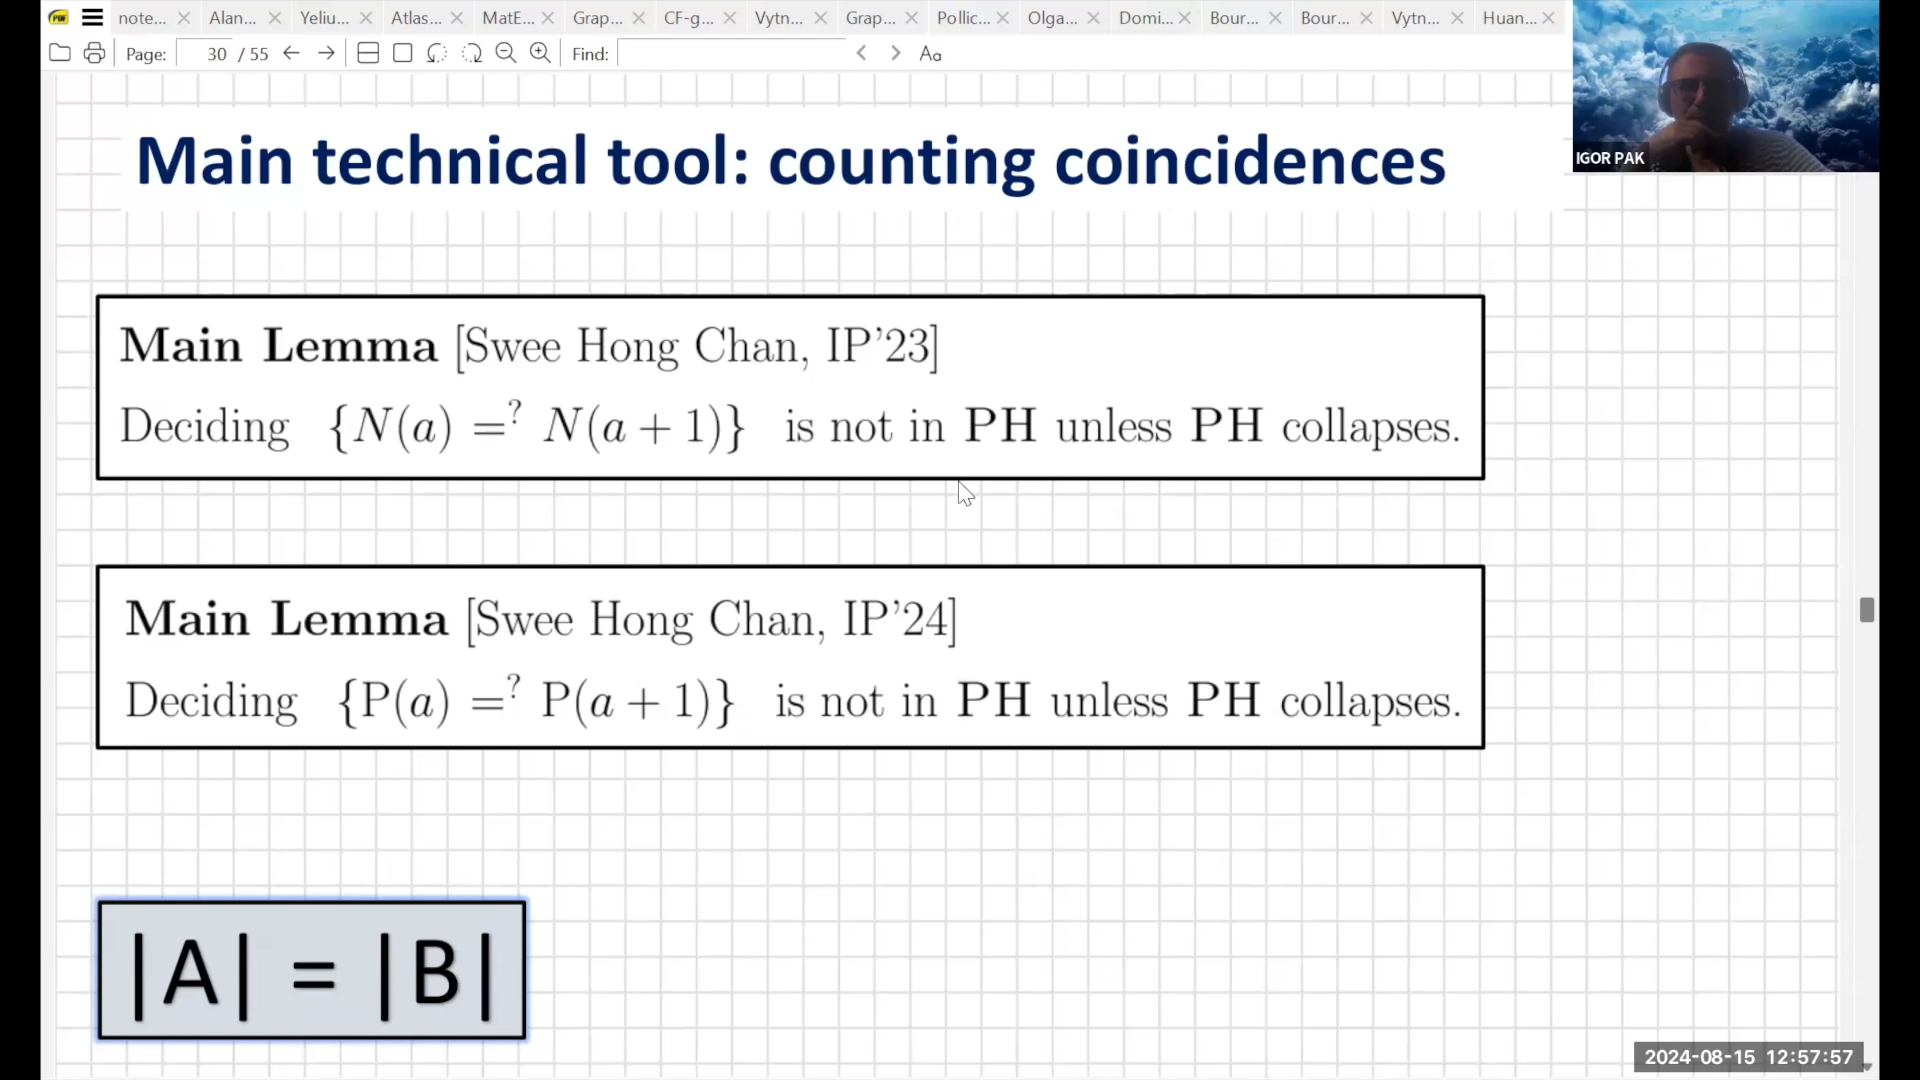 note... Alan... Yeliu... Atlas... MatE... Grap... CF-g... Vytn... Grap... Pollic... Olga... Domi... Bour... Bour... Vytn... Huan...
Page: 30 / 55 Find: Aa
IGOR PAK
Main technical tool: counting coincidences
Main Lemma [Swee Hong Chan, IP'23]
Deciding {N(a) =? N(a + 1)} is not in PH unless PH collapses.
Main Lemma [Swee Hong Chan, IP'24]
Deciding {P(a) =? P(a + 1)} is not in PH unless PH collapses.
|A| = |B|
2024-08-15 12:57:57